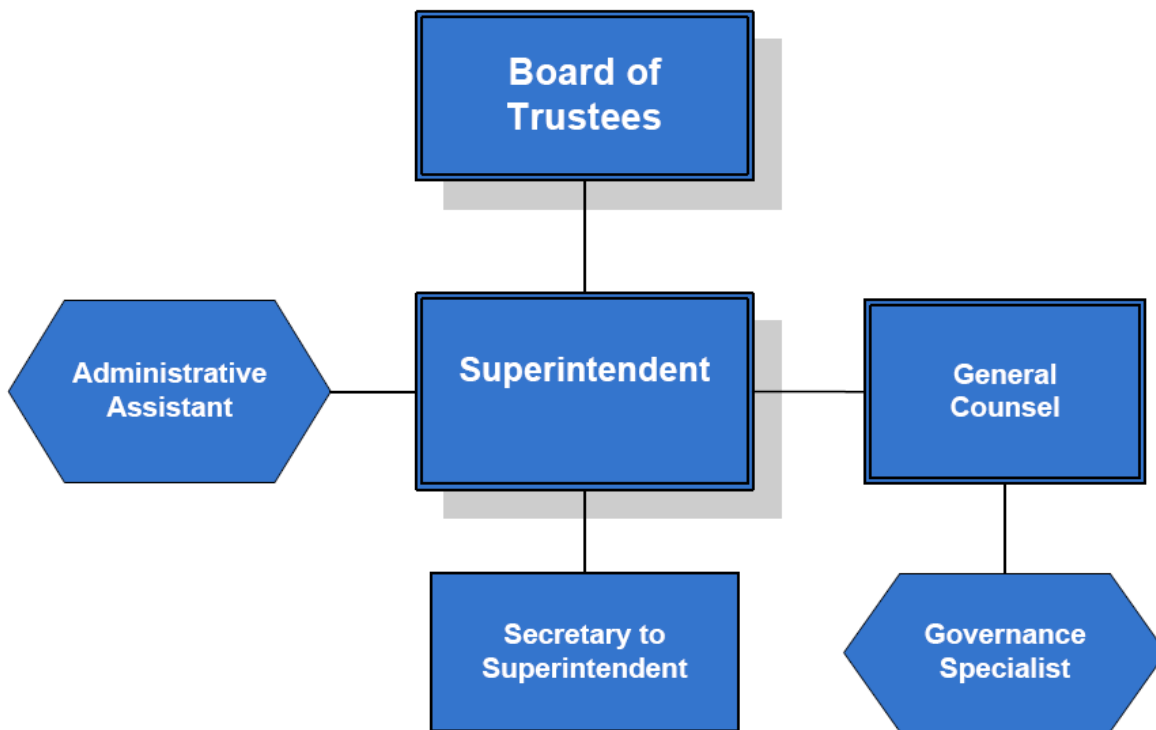 Board of
Trustees
Administrative
Assistant
Superintendent
General
Counsel
Secretary to
Superintendent
Governance
Specialist